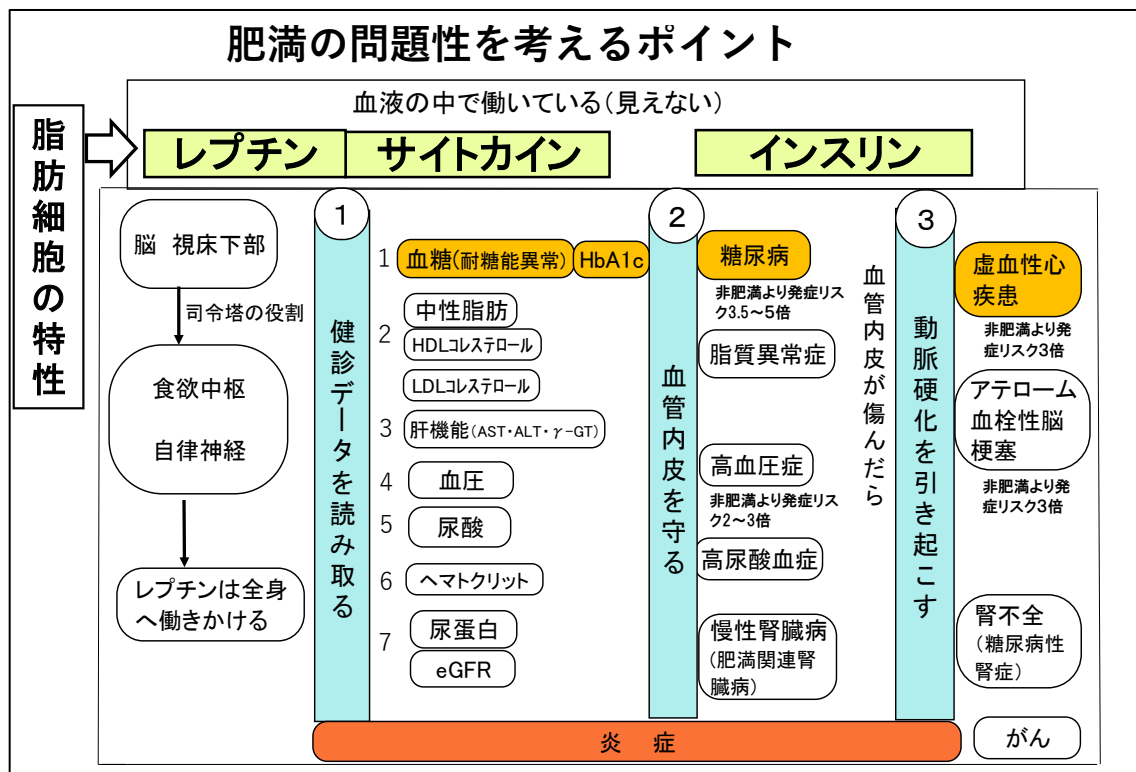 肥満の問題性を考えるポイント
脂肪細胞の特性
血液の中で働いている(見えない)
レプチン
サイトカイン
インスリン
脳 視床下部
司令塔の役割
食欲中枢
自律神経
レプチンは全身
へ働きかける
1
健診データを読み取る
1
血糖(耐糖能異常)
HbA1c
2
中性脂肪
HDLコレステロール
LDLコレステロール
3
肝機能(AST・ALT・γ-GT)
4
血圧
5
尿酸
6
ヘマトクリット
7
尿蛋白
eGFR
2
血管内皮を守る
糖尿病
非肥満より発症リス
ク3.5~5倍
脂質異常症
高血圧症
非肥満より発症リス
ク2~3倍
高尿酸血症
慢性腎臓病
(肥満関連腎
臓病)
血管内皮が傷んだら
3
動脈硬化を引き起こす
虚血性心
疾患
非肥満より発
症リスク3倍
アテローム
血栓性脳
梗塞
非肥満より発
症リスク3倍
腎不全
(糖尿病性
腎症)
がん
炎 症